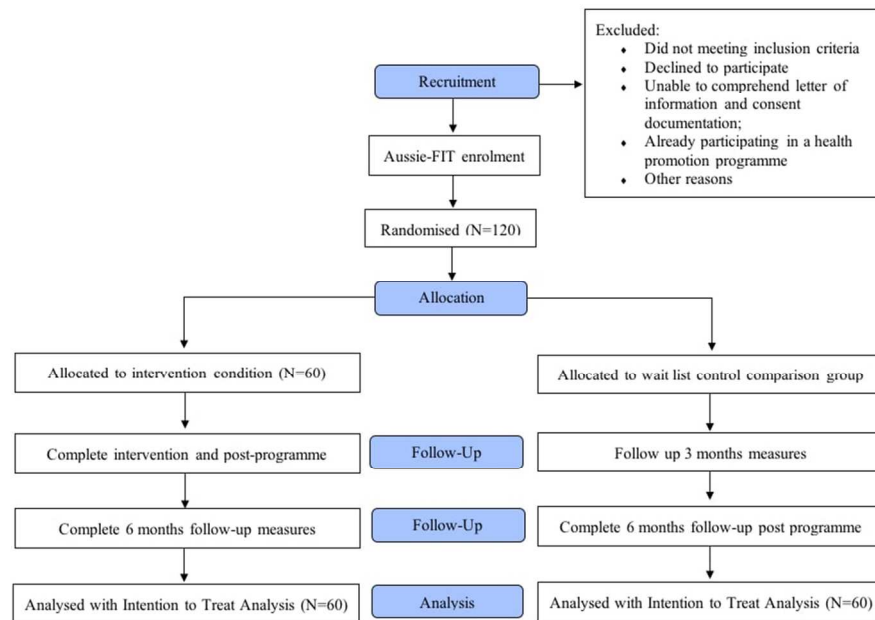 Recruitment
Excluded:
♦ Did not meeting inclusion criteria
♦ Declined to participate
♦ Unable to comprehend letter of
information and consent
documentation;
♦ Already participating in a health
promotion programme
♦ Other reasons
Aussie-FIT enrolment
Randomised (N=120)
Allocation
Allocated to intervention condition (N=60)
Allocated to wait list control comparison group
Complete intervention and post-programme
Follow-Up
Follow up 3 months measures
Complete 6 months follow-up measures
Follow-Up
Complete 6 months follow-up post programme
Analysed with Intention to Treat Analysis (N=60)
Analysis
Analysed with Intention to Treat Analysis (N=60)